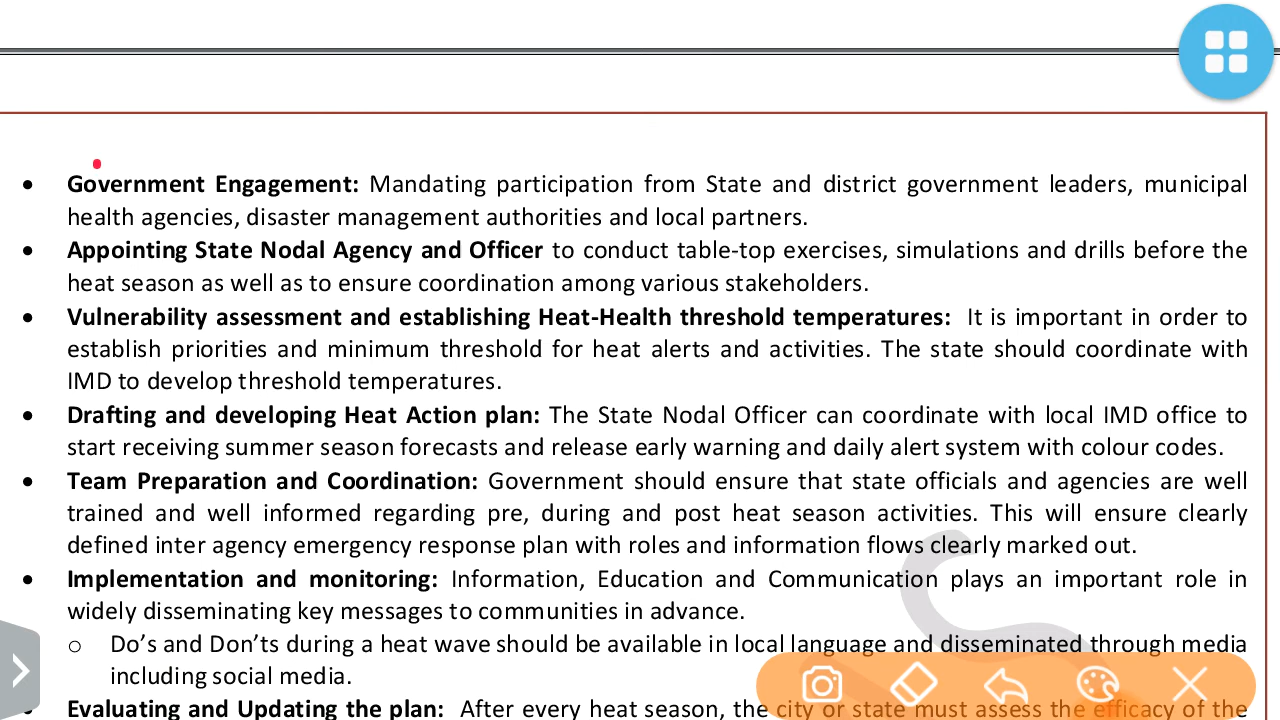 • Government Engagement: Mandating participation from State and district government leaders, municipal
health agencies, disaster management authorities and local partners.
• Appointing State Nodal Agency and Officer to conduct table-top exercises, simulations and drills before the
heat season as well as to ensure coordination among various stakeholders.
• Vulnerability assessment and establishing Heat-Health threshold temperatures: It is important in order to
establish priorities and minimum threshold for heat alerts and activities. The state should coordinate with
IMD to develop threshold temperatures.
• Drafting and developing Heat Action plan: The State Nodal Officer can coordinate with local IMD office to
start receiving summer season forecasts and release early warning and daily alert system with colour codes.
• Team Preparation and Coordination: Government should ensure that state officials and agencies are well
trained and well informed regarding pre, during and post heat season activities. This will ensure clearly
defined inter agency emergency response plan with roles and information flows clearly marked out.
• Implementation and monitoring: Information, Education and Communication plays an important role in
widely disseminating key messages to communities in advance.
o Do’s and Don’ts during a heat wave should be available in local language and disseminated through media
including social media.
• Evaluating and Updating the plan: After every heat season, the city or state must assess the efficacy of the